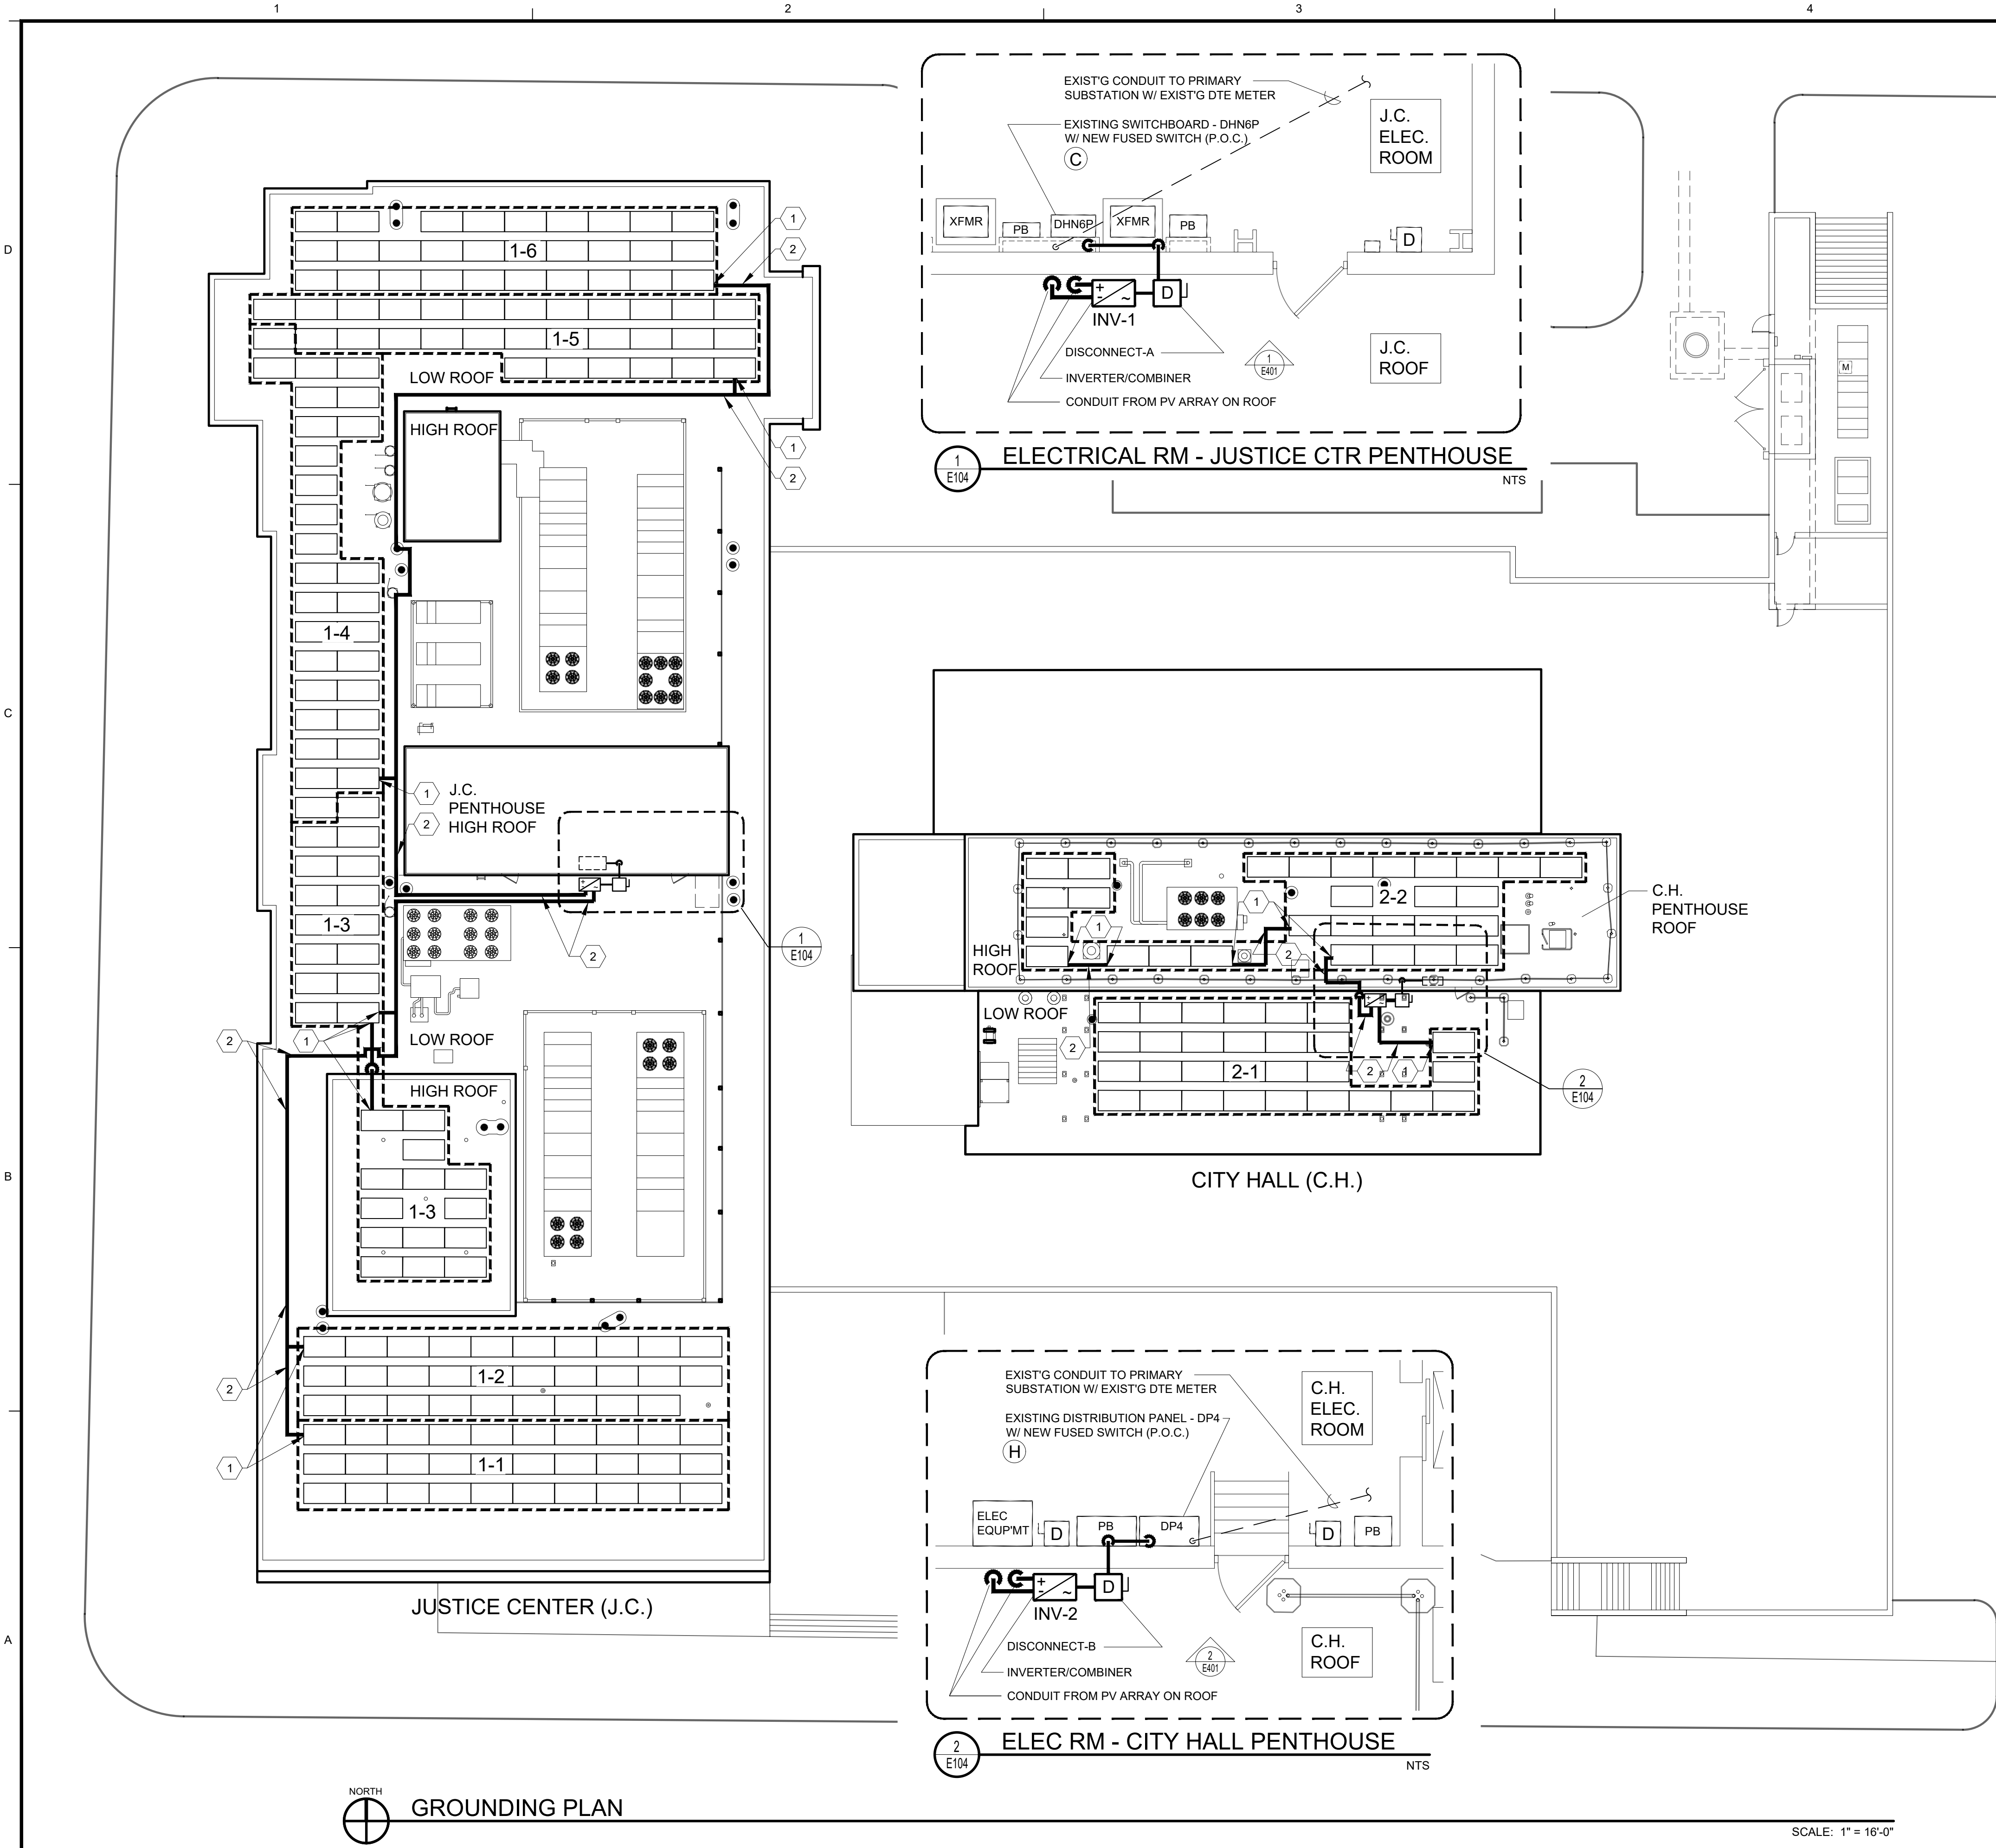 1
2
3
4
D
C
B
A
EXIST'G CONDUIT TO PRIMARY
SUBSTATION W/ EXIST'G DTE METER
EXISTING SWITCHBOARD - DHN6P
W/ NEW FUSED SWITCH (P.O.C.)
C
J.C.
ELEC.
ROOM
XFMR
PB
DHN6P
XFMR
PB
D
+
-
~
D
INV-1
DISCONNECT-A
INVERTER/COMBINER
CONDUIT FROM PV ARRAY ON ROOF
1
E401
J.C.
ROOF
1
E104
ELECTRICAL RM - JUSTICE CTR PENTHOUSE
NTS
M
1-6
1
2
1-5
LOW ROOF
HIGH ROOF
1
2
1-4
1
2
J.C.
PENTHOUSE
HIGH ROOF
1-3
2
1
E104
2
1
LOW ROOF
HIGH ROOF
1-3
1-2
2
1-1
1
JUSTICE CENTER (J.C.)
2-2
1
1
2
HIGH
ROOF
C.H.
PENTHOUSE
ROOF
LOW ROOF
2
2-1
2
1
2
E104
CITY HALL (C.H.)
EXIST'G CONDUIT TO PRIMARY
SUBSTATION W/ EXIST'G DTE METER
EXISTING DISTRIBUTION PANEL - DP4
W/ NEW FUSED SWITCH (P.O.C.)
H
C.H.
ELEC.
ROOM
ELEC
EQUP'MT
D
PB
DP4
D
PB
+
-
~
D
INV-2
DISCONNECT-B
INVERTER/COMBINER
CONDUIT FROM PV ARRAY ON ROOF
2
E401
C.H.
ROOF
2
E104
ELEC RM - CITY HALL PENTHOUSE
NTS
NORTH
GROUNDING PLAN
SCALE: 1" = 16'-0"